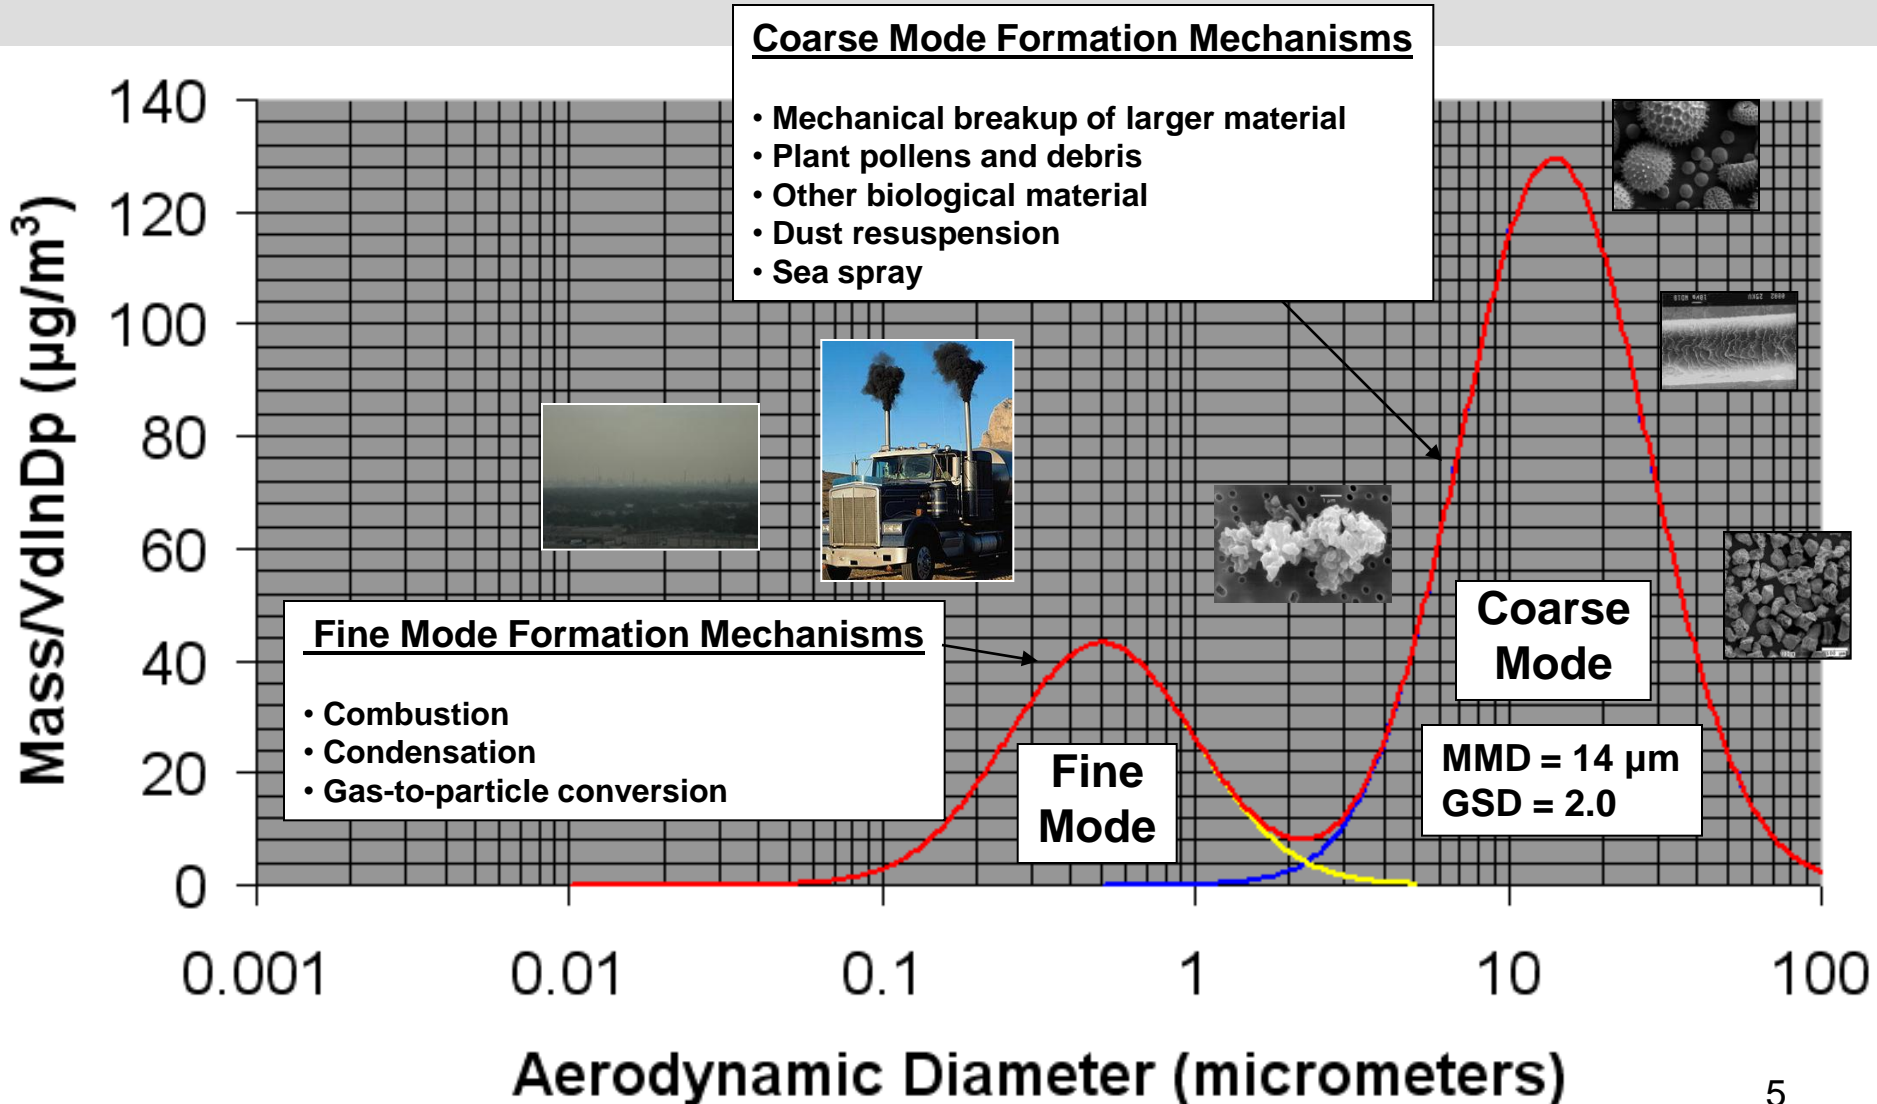 Coarse Mode Formation Mechanisms
• Mechanical breakup of larger material
• Plant pollens and debris
• Other biological material
• Dust resuspension
• Sea spray
140
120
100
80
60
40
20
0
Mass/VdlnDp (µg/m³)
Fine Mode Formation Mechanisms
• Combustion
• Condensation
• Gas-to-particle conversion
Fine
Mode
Coarse
Mode
MMD = 14 µm
GSD = 2.0
0.001 0.01 0.1 1 10 100
Aerodynamic Diameter (micrometers)
5